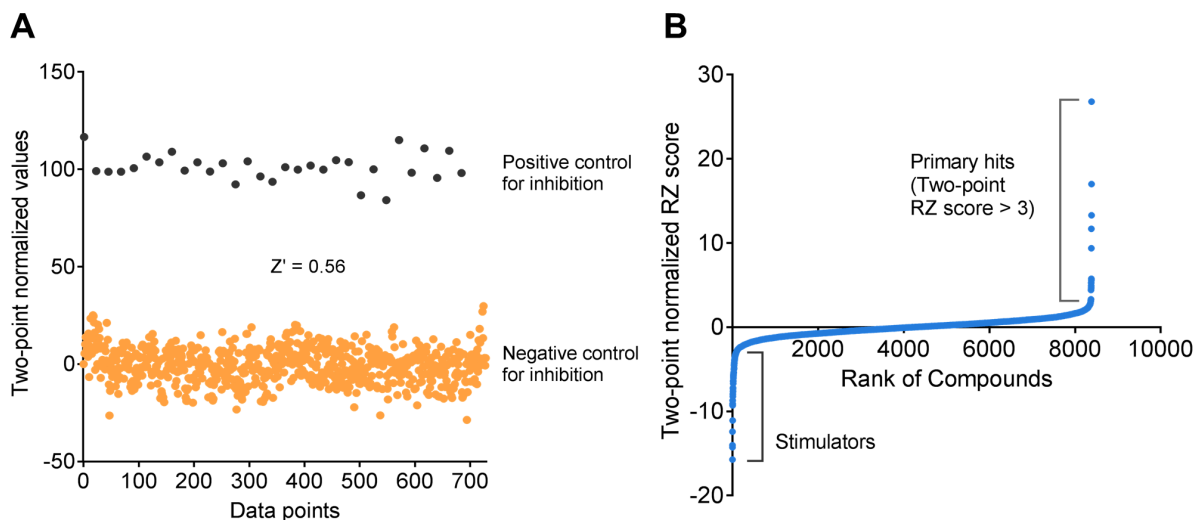 A
Two-point normalized values
150
100
50
0
-50
0
100
200
300
400
500
600
700
Data points
Z' = 0.56
Positive control
for inhibition
Negative control
for inhibition
B
Two-point normalized RZ score
30
20
10
0
-10
-20
2000
4000
6000
8000
10000
Rank of Compounds
Primary hits
(Two-point
RZ score > 3)
Stimulators